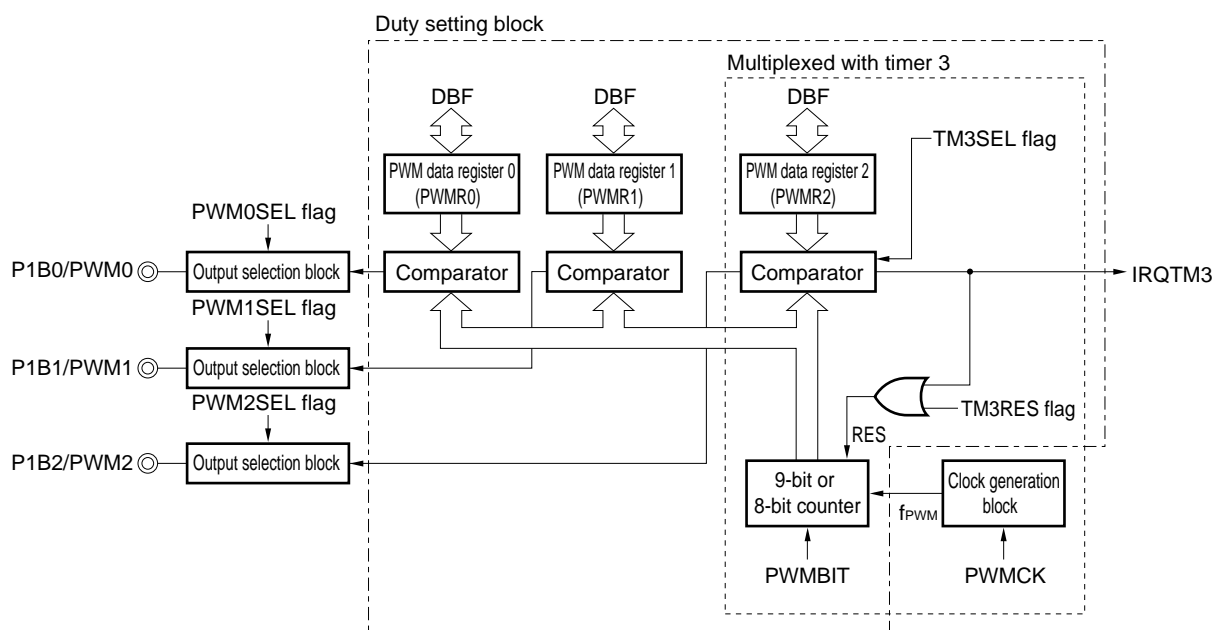 Duty setting block
Multiplexed with timer 3
DBF
DBF
DBF
TM3SEL flag
PWM data register 0
(PWMR0)
PWM data register 1
(PWMR1)
PWM data register 2
(PWMR2)
PWM0SEL flag
P1B0/PWM0
Output selection block
Comparator
Comparator
Comparator
IRQTM3
PWM1SEL flag
P1B1/PWM1
Output selection block
PWM2SEL flag
TM3RES flag
RES
P1B2/PWM2
Output selection block
9-bit or
8-bit counter
fPWM
Clock generation
block
PWMBIT
PWMCK